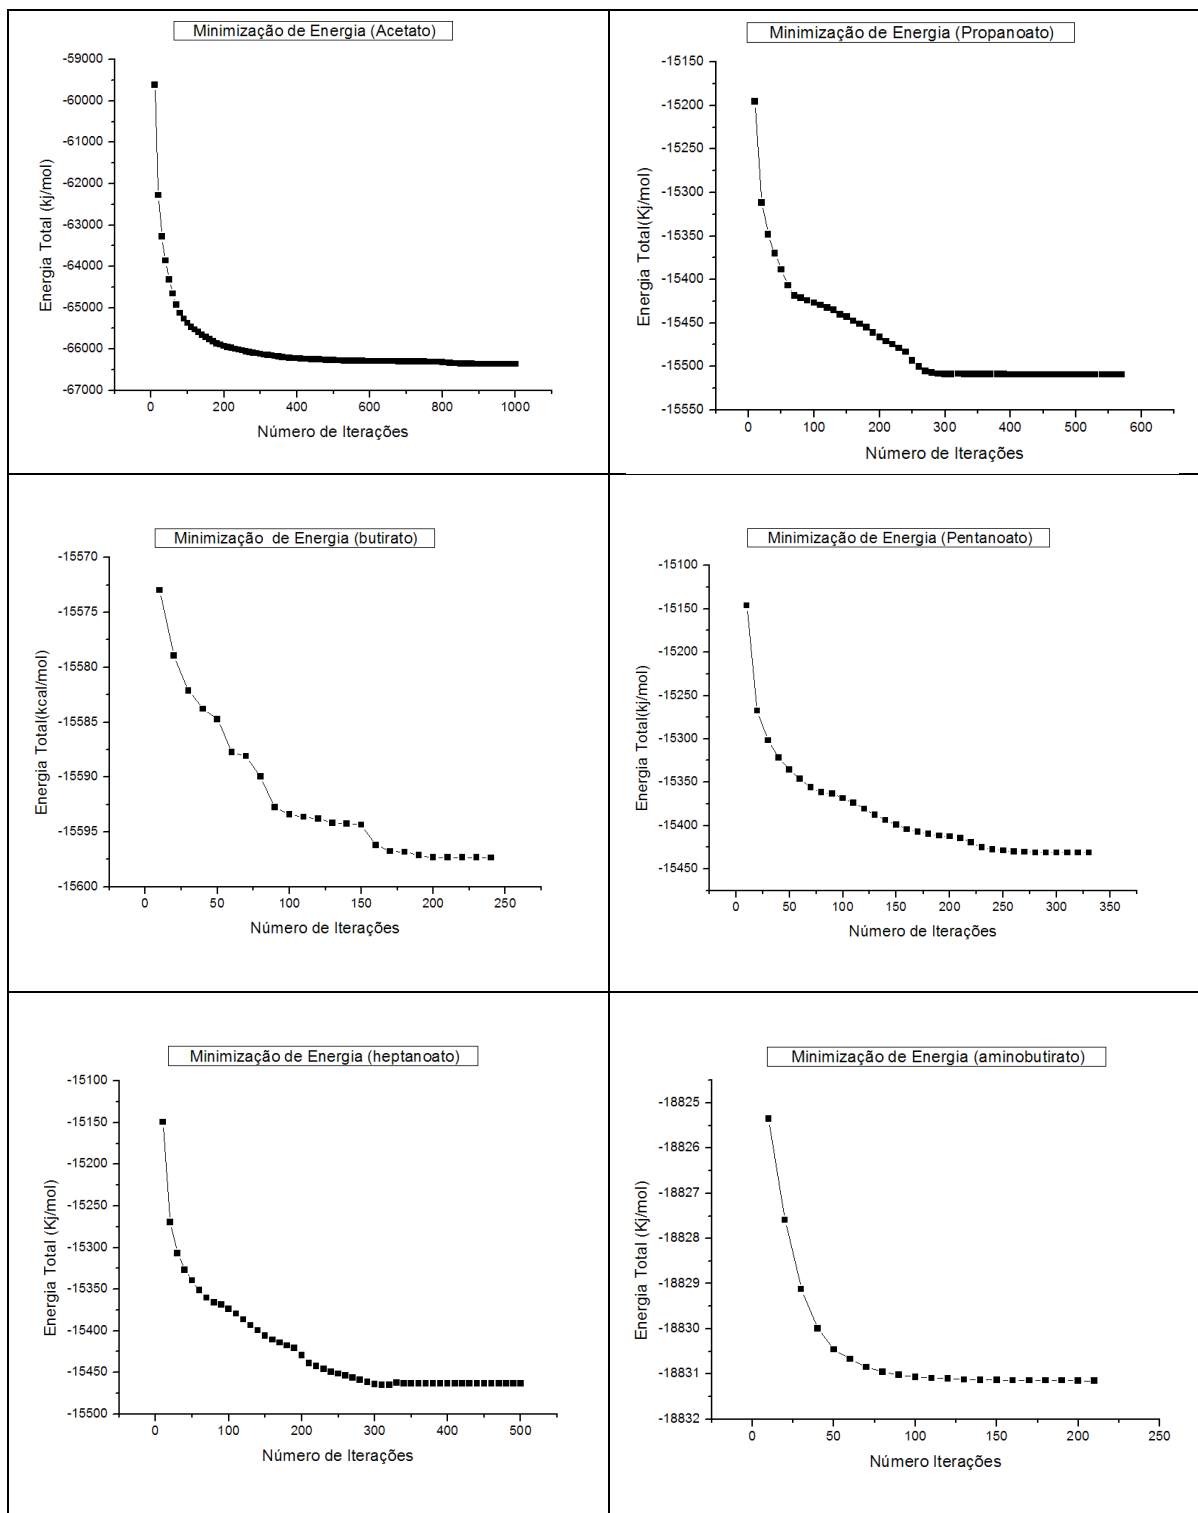 Minimização de Energia (Acetato)
-59000
-60000
-61000
-62000
-63000
-64000
-65000
-66000
-67000
Energia Total (kj/mol)
0 200 400 600 800 1000
Número de Iterações
Minimização de Energia (Propanoato)
-15150
-15200
-15250
-15300
-15350
-15400
-15450
-15500
-15550
Energia Total(Kj/mol)
0 100 200 300 400 500 600
Número de Iterações
Minimização de Energia (butirato)
-15570
-15575
-15580
-15585
-15590
-15595
-15600
Energia Total(kcal/mol)
0 50 100 150 200 250
Número de Iterações
Minimização de Energia (Pentanoato)
-15100
-15150
-15200
-15250
-15300
-15350
-15400
-15450
Energia Total(kj/mol)
0 50 100 150 200 250 300 350
Número de Iterações
Minimização de Energia (heptanoato)
-15100
-15150
-15200
-15250
-15300
-15350
-15400
-15450
-15500
Energia Total (Kj/mol)
0 100 200 300 400 500
Número de Iterações
Minimização de Energia (aminobutirato)
-18825
-18826
-18827
-18828
-18829
-18830
-18831
-18832
Energia Total (Kj/mol)
0 50 100 150 200 250
Número Iterações